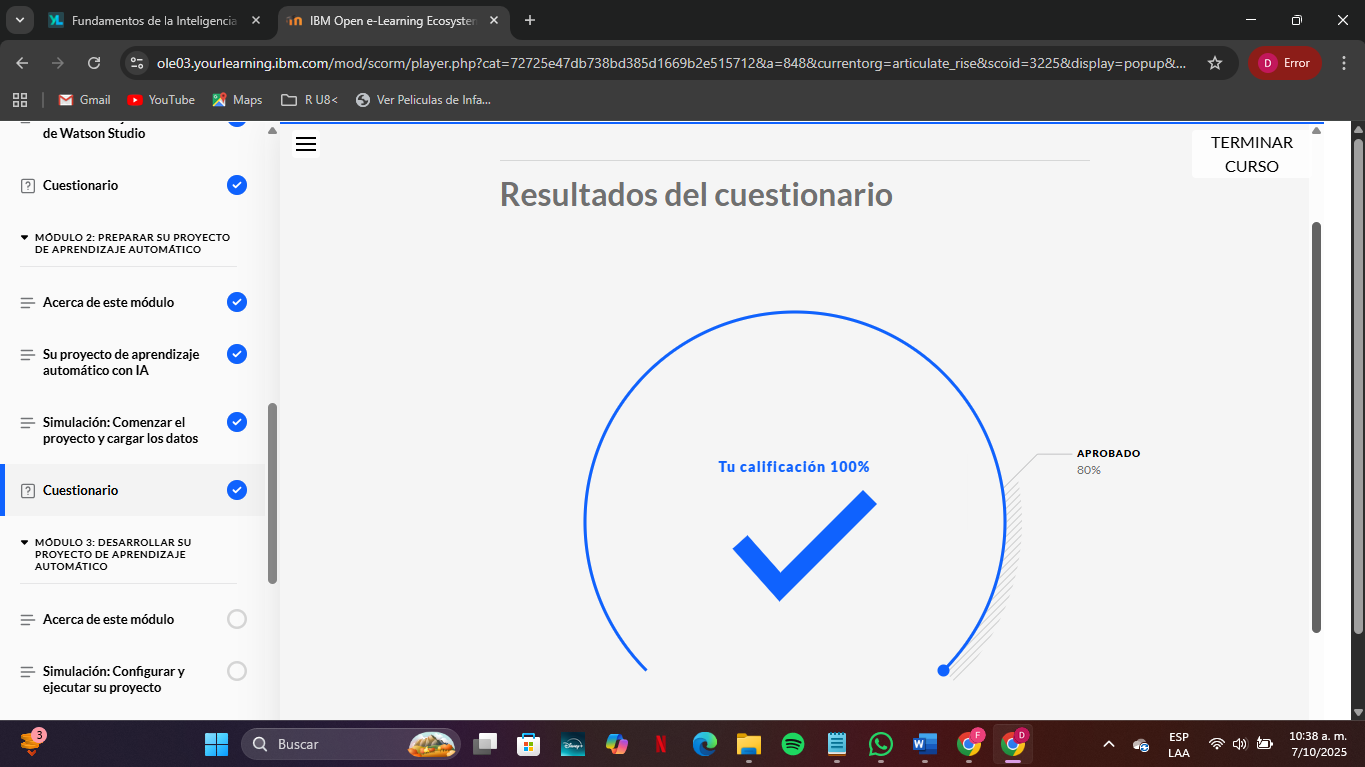 Fundamentos de la Inteligencia
IBM Open e-Learning Ecosystem
ole03.yourlearning.ibm.com/mod/scorm/player.php?cat=72725e47db738bd385d1669b2e515712&a=848&currentorg=articulate_rise&scoid=3225&display=popup&...
D
Error
Gmail
YouTube
Maps
R U8<
Ver Peliculas de Infa...
de Watson Studio
Cuestionario
MÓDULO 2: PREPARAR SU PROYECTO
DE APRENDIZAJE AUTOMÁTICO
Acerca de este módulo
Su proyecto de aprendizaje
automático con IA
Simulación: Comenzar el
proyecto y cargar los datos
Cuestionario
MÓDULO 3: DESARROLLAR SU
PROYECTO DE APRENDIZAJE
AUTOMÁTICO
Acerca de este módulo
Simulación: Configurar y
ejecutar su proyecto
TERMINAR
CURSO
Resultados del cuestionario
Tu calificación 100%
APROBADO
80%
3
Buscar
Disney+
N
W
F
D
ESP
LAA
10:38 a. m.
7/10/2025